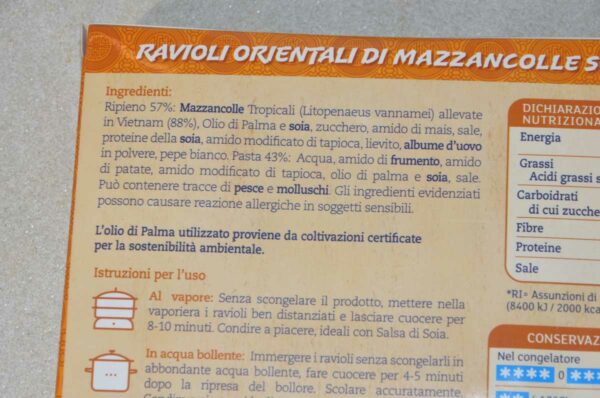 RAVIOLI ORIENTALI DI MAZZANCOLLE S
Ingredienti:
Ripieno 57%: Mazzancolle Tropicali (Litopenaeus vannamei) allevate
in Vietnam (88%), Olio di Palma e soia, zucchero, amido di mais, sale,
proteine della soia, amido modificato di tapioca, lievito, albume d'uovo
in polvere, pepe bianco. Pasta 43%: Acqua, amido di frumento, amido
di patate, amido modificato di tapioca, olio di palma e soia, sale.
Può contenere tracce di pesce e molluschi. Gli ingredienti evidenziati
possono causare reazione allergiche in soggetti sensibili.
L'olio di Palma utilizzato proviene da coltivazioni certificate
per la sostenibilità ambientale.
Istruzioni per l'uso
Al vapore: Senza scongelare il prodotto, mettere nella
vaporiera i ravioli ben distanziati e lasciare cuocere per
8-10 minuti. Condire a piacere, ideali con Salsa di Soia.
In acqua bollente: Immergere i ravioli senza scongelarli in
abbondante acqua bollente, fare cuocere per 4-5 minuti
dopo la ripresa del bollore. Scolare accuratamente.
DICHIARAZIO
NUTRIZIONA
Energia
Grassi
Acidi grassi s
Carboidrati
di cui zucche
Fibre
Proteine
Sale
*RI= Assunzioni di
(8400 kJ / 2000 kca
CONSERVAZ
Nel congelatore
**** o ***
**